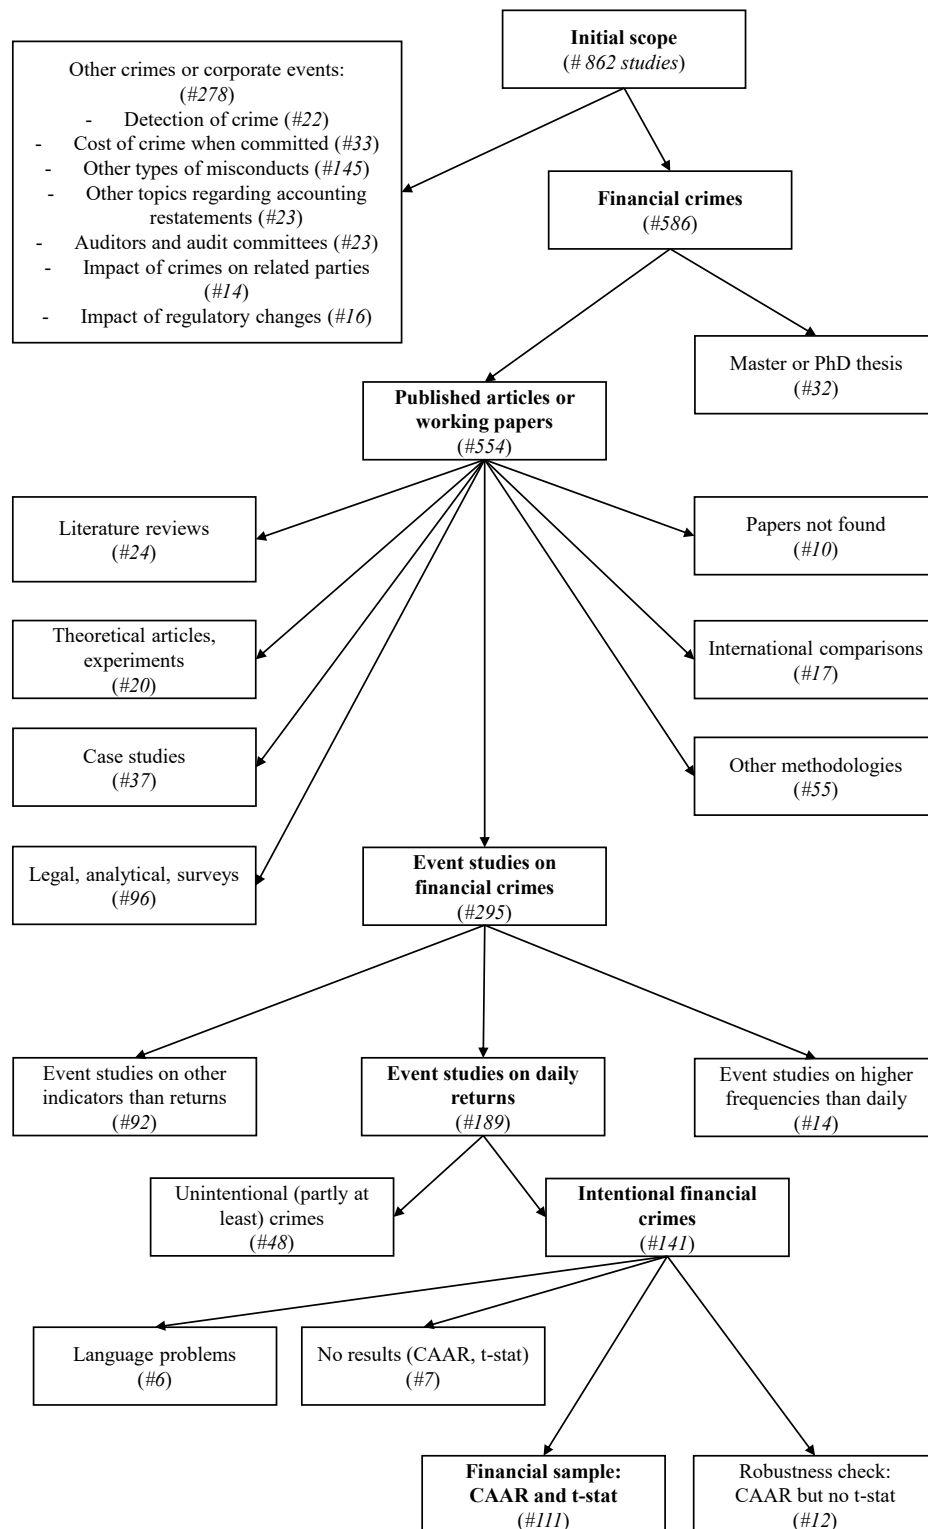 Initial scope
(# 862 studies)
Other crimes or corporate events:
(#278)
- Detection of crime (#22)
- Cost of crime when committed (#33)
- Other types of misconducts (#145)
- Other topics regarding accounting
restatements (#23)
- Auditors and audit committees (#23)
- Impact of crimes on related parties
(#14)
- Impact of regulatory changes (#16)
Financial crimes
(#586)
Master or PhD thesis
(#32)
Published articles or
working papers
(#554)
Literature reviews
(#24)
Papers not found
(#10)
Theoretical articles,
experiments
(#20)
International comparisons
(#17)
Case studies
(#37)
Other methodologies
(#55)
Legal, analytical, surveys
(#96)
Event studies on
financial crimes
(#295)
Event studies on other
indicators than returns
(#92)
Event studies on daily
returns
(#189)
Event studies on higher
frequencies than daily
(#14)
Unintentional (partly at
least) crimes
(#48)
Intentional financial
crimes
(#141)
Language problems
(#6)
No results (CAAR, t-stat)
(#7)
Financial sample:
CAAR and t-stat
(#111)
Robustness check:
CAAR but no t-stat
(#12)